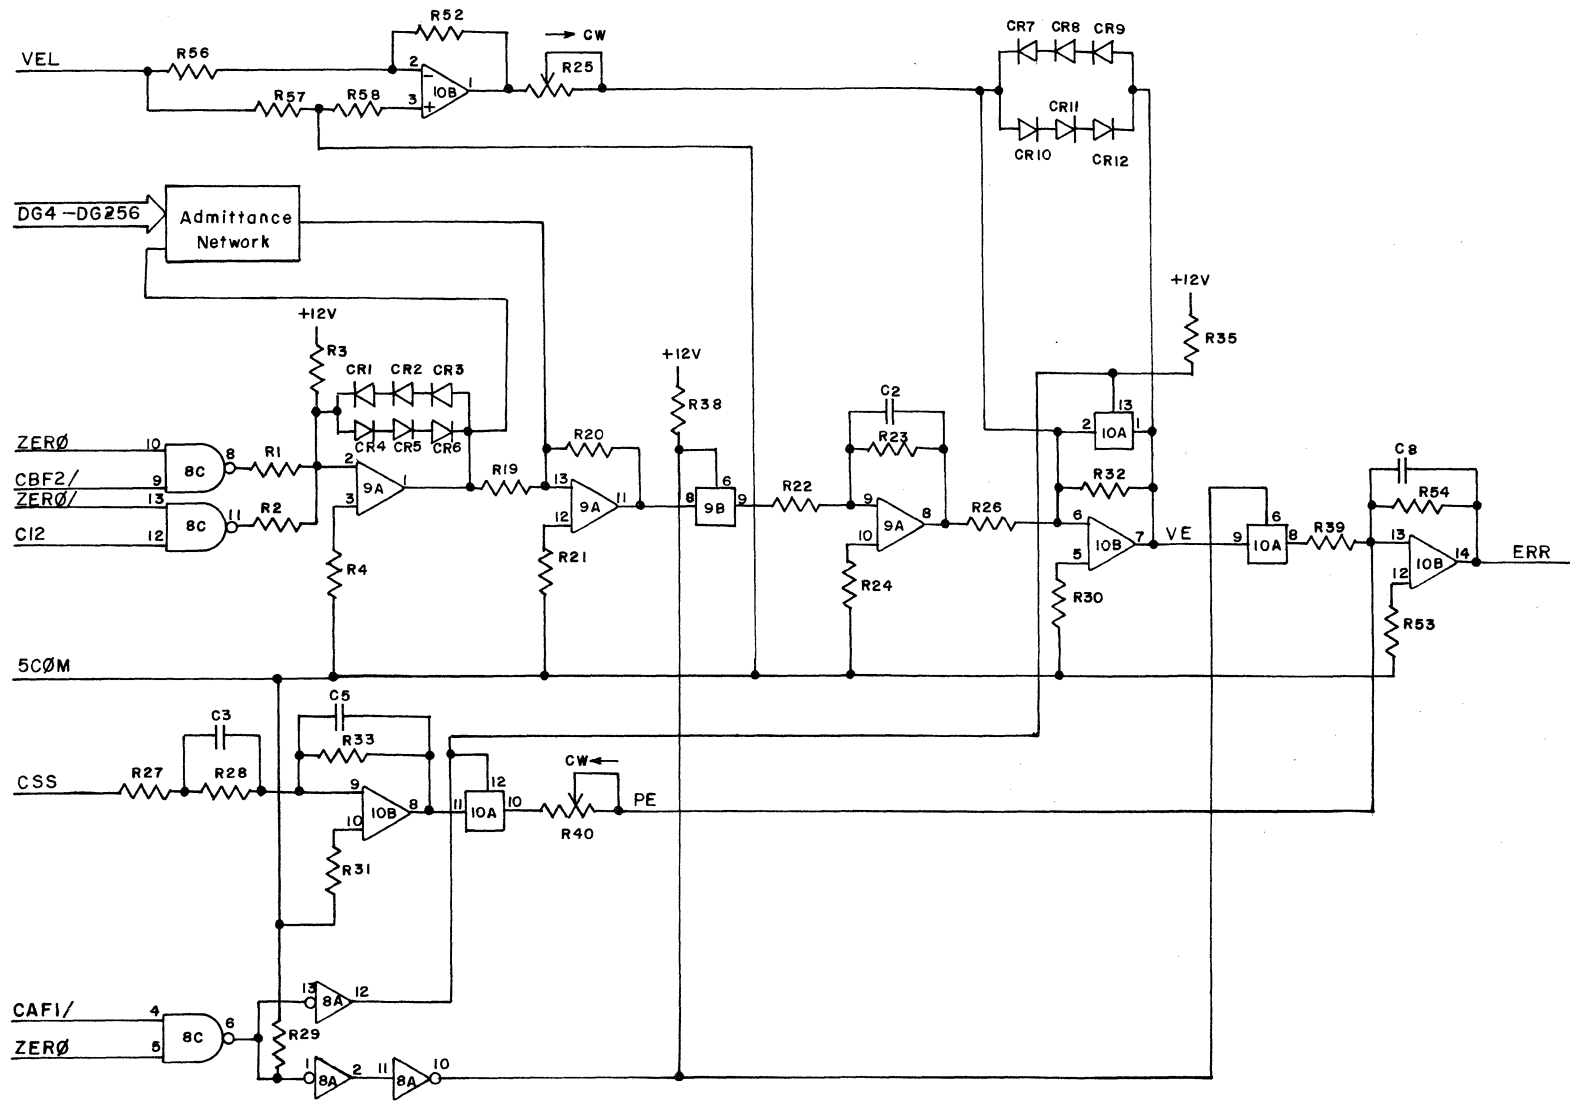 R52
→ CW
CR7 CR8 CR9
VEL
R56
2
−
10B
1
R25
R57
R58
3
+
CR11
CR10
CR12
DG4-DG256
Admittance
Network
+12V
+12V
R3
R35
+12V
CR1 CR2 CR3
R38
C2
13
2
10A
1
ZERØ
10
8
R1
CR4 CR5 CR6
R20
R23
C8
8C
CBF2/
9
2
9A
1
R19
13
9A
11
6
8
9B
9
R22
9
9A
8
R32
R54
ZERØ/
13
11
R2
3
12
10
R26
6
10B
7
VE
6
9
10A
8
R39
13
10B
14
ERR
8C
C12
12
5
12
R4
R21
R24
R30
R53
5CØM
C5
C3
R33
CW←
R27
R28
9
12
CSS
10B
8
11
10A
10
PE
10
R40
R31
13
8A
12
CAF1/
4
6
8C
R29
ZERØ
5
1
8A
2
11
8A
10